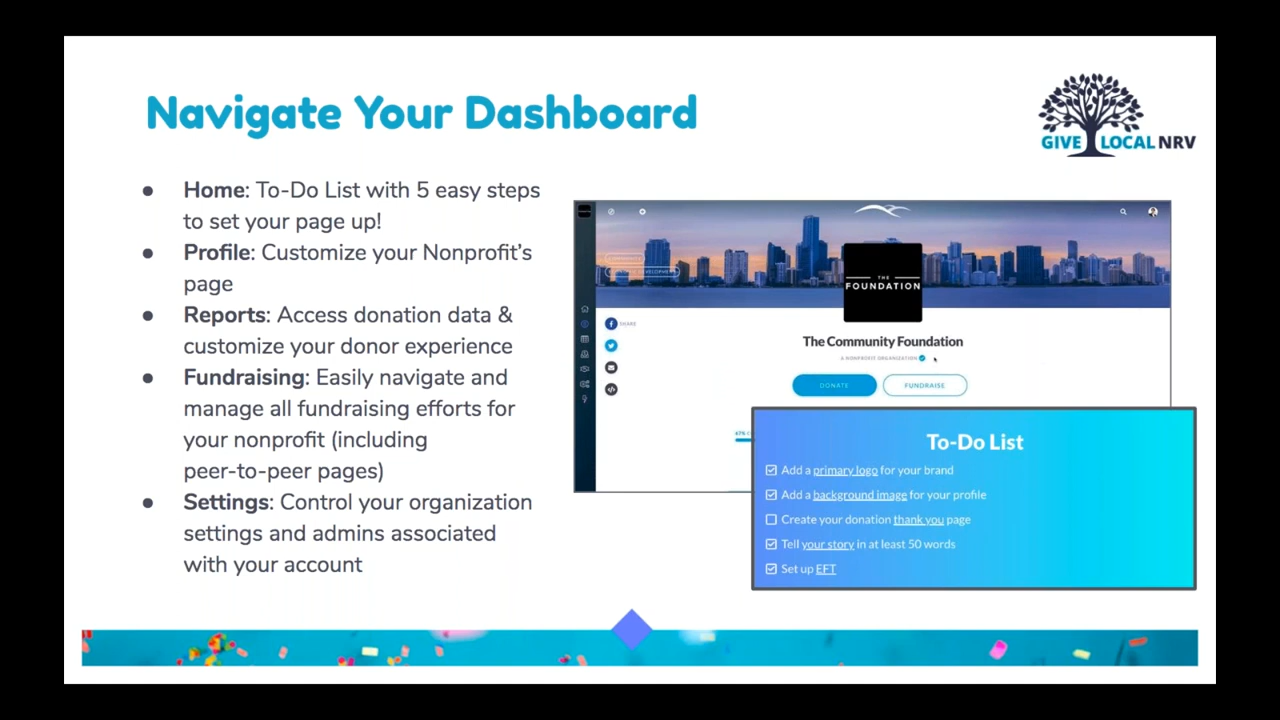 Navigate Your Dashboard
GIVE LOCAL NRV
● Home: To-Do List with 5 easy steps
to set your page up!
● Profile: Customize your Nonprofit's
page
● Reports: Access donation data &
customize your donor experience
● Fundraising: Easily navigate and
manage all fundraising efforts for
your nonprofit (including
peer-to-peer pages)
● Settings: Control your organization
settings and admins associated
with your account
THE
FOUNDATION
SHARE
The Community Foundation
A NONPROFIT ORGANIZATION
DONATE
FUNDRAISE
67%
To-Do List
Add a primary logo for your brand
Add a background image for your profile
Create your donation thank you page
Tell your story in at least 50 words
Set up EFT